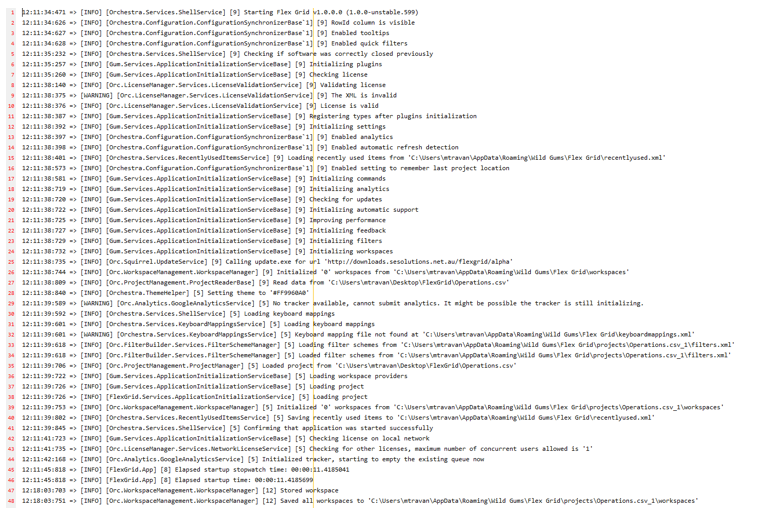 1 12:11:34:471 => [INFO] [Orchestra.Services.ShellService] [9] Starting Flex Grid v1.0.0.0 (1.0.0-unstable.599)
2 12:11:34:626 => [INFO] [Orchestra.Configuration.ConfigurationSynchronizerBase`1] [9] RowId column is visible
3 12:11:34:627 => [INFO] [Orchestra.Configuration.ConfigurationSynchronizerBase`1] [9] Enabled tooltips
4 12:11:34:628 => [INFO] [Orchestra.Configuration.ConfigurationSynchronizerBase`1] [9] Enabled quick filters
5 12:11:35:232 => [INFO] [Orchestra.Services.ShellService] [9] Checking if software was correctly closed previously
6 12:11:35:257 => [INFO] [Gum.Services.ApplicationInitializationServiceBase] [9] Initializing plugins
7 12:11:35:260 => [INFO] [Gum.Services.ApplicationInitializationServiceBase] [9] Checking license
8 12:11:38:140 => [INFO] [Orc.LicenseManager.Services.LicenseValidationService] [9] Validating license
9 12:11:38:375 => [WARNING] [Orc.LicenseManager.Services.LicenseValidationService] [9] The XML is invalid
10 12:11:38:376 => [INFO] [Orc.LicenseManager.Services.LicenseValidationService] [9] License is valid
11 12:11:38:387 => [INFO] [Gum.Services.ApplicationInitializationServiceBase] [9] Registering types after plugins initialization
12 12:11:38:392 => [INFO] [Gum.Services.ApplicationInitializationServiceBase] [9] Initializing settings
13 12:11:38:397 => [INFO] [Orchestra.Configuration.ConfigurationSynchronizerBase`1] [9] Enabled analytics
14 12:11:38:398 => [INFO] [Orchestra.Configuration.ConfigurationSynchronizerBase`1] [9] Enabled automatic refresh detection
15 12:11:38:401 => [INFO] [Orchestra.Services.RecentlyUsedItemsService] [9] Loading recently used items from 'C:\Users\mtravan\AppData\Roaming\Wild Gums\Flex Grid\recentlyused.xml'
16 12:11:38:573 => [INFO] [Orchestra.Configuration.ConfigurationSynchronizerBase`1] [9] Enabled setting to remember last project location
17 12:11:38:581 => [INFO] [Gum.Services.ApplicationInitializationServiceBase] [9] Initializing commands
18 12:11:38:719 => [INFO] [Gum.Services.ApplicationInitializationServiceBase] [9] Initializing analytics
19 12:11:38:720 => [INFO] [Gum.Services.ApplicationInitializationServiceBase] [9] Checking for updates
20 12:11:38:722 => [INFO] [Gum.Services.ApplicationInitializationServiceBase] [9] Initializing automatic support
21 12:11:38:725 => [INFO] [Gum.Services.ApplicationInitializationServiceBase] [9] Improving performance
22 12:11:38:727 => [INFO] [Gum.Services.ApplicationInitializationServiceBase] [9] Initializing feedback
23 12:11:38:729 => [INFO] [Gum.Services.ApplicationInitializationServiceBase] [9] Initializing filters
24 12:11:38:732 => [INFO] [Gum.Services.ApplicationInitializationServiceBase] [9] Initializing workspaces
25 12:11:38:735 => [INFO] [Orc.Squirrel.UpdateService] [9] Calling update.exe for url 'http://downloads.sesolutions.net.au/flexgrid/alpha'
26 12:11:38:744 => [INFO] [Orc.WorkspaceManagement.WorkspaceManager] [9] Initialized '0' workspaces from 'C:\Users\mtravan\AppData\Roaming\Wild Gums\Flex Grid\workspaces'
27 12:11:38:809 => [INFO] [Orc.ProjectManagement.ProjectReaderBase] [9] Read data from 'C:\Users\mtravan\Desktop\FlexGrid\Operations.csv'
28 12:11:38:840 => [INFO] [Orchestra.ThemeHelper] [5] Setting theme to '#FF9960A0'
29 12:11:39:589 => [WARNING] [Orc.Analytics.GoogleAnalyticsService] [5] No tracker available, cannot submit analytics. It might be possible the tracker is still initializing.
30 12:11:39:592 => [INFO] [Orchestra.Services.ShellService] [5] Loading keyboard mappings
31 12:11:39:601 => [INFO] [Orchestra.Services.KeyboardMappingsService] [5] Loading keyboard mappings
32 12:11:39:601 => [WARNING] [Orchestra.Services.KeyboardMappingsService] [5] Keyboard mapping file not found at 'C:\Users\mtravan\AppData\Roaming\Wild Gums\Flex Grid\keyboardmappings.xml'
33 12:11:39:618 => [INFO] [Orc.FilterBuilder.Services.FilterSchemeManager] [5] Loading filter schemes from 'C:\Users\mtravan\AppData\Roaming\Wild Gums\Flex Grid\projects\Operations.csv_1\filters.xml'
34 12:11:39:618 => [INFO] [Orc.FilterBuilder.Services.FilterSchemeManager] [5] Loaded filter schemes from 'C:\Users\mtravan\AppData\Roaming\Wild Gums\Flex Grid\projects\Operations.csv_1\filters.xml'
35 12:11:39:706 => [INFO] [Orc.ProjectManagement.ProjectManager] [5] Loaded project from 'C:\Users\mtravan\Desktop\FlexGrid\Operations.csv'
36 12:11:39:722 => [INFO] [Gum.Services.ApplicationInitializationServiceBase] [5] Loading workspace providers
37 12:11:39:726 => [INFO] [Gum.Services.ApplicationInitializationServiceBase] [5] Loading project
38 12:11:39:726 => [INFO] [FlexGrid.Services.ApplicationInitializationService] [5] Loading project
39 12:11:39:753 => [INFO] [Orc.WorkspaceManagement.WorkspaceManager] [5] Initialized '0' workspaces from 'C:\Users\mtravan\AppData\Roaming\Wild Gums\Flex Grid\projects\Operations.csv_1\workspaces'
40 12:11:39:802 => [INFO] [Orchestra.Services.RecentlyUsedItemsService] [5] Saving recently used items to 'C:\Users\mtravan\AppData\Roaming\Wild Gums\Flex Grid\recentlyused.xml'
41 12:11:39:845 => [INFO] [Orchestra.Services.ShellService] [5] Confirming that application was started successfully
42 12:11:41:723 => [INFO] [Gum.Services.ApplicationInitializationServiceBase] [5] Checking license on local network
43 12:11:41:735 => [INFO] [Orc.LicenseManager.Services.NetworkLicenseService] [5] Checking for other licenses, maximum number of concurrent users allowed is '1'
44 12:11:42:168 => [INFO] [Orc.Analytics.GoogleAnalyticsService] [5] Initialized tracker, starting to empty the existing queue now
45 12:11:45:818 => [INFO] [FlexGrid.App] [8] Elapsed startup stopwatch time: 00:00:11.4185041
46 12:11:45:818 => [INFO] [FlexGrid.App] [8] Elapsed startup time: 00:00:11.4185699
47 12:18:03:703 => [INFO] [Orc.WorkspaceManagement.WorkspaceManager] [12] Stored workspace
48 12:18:03:751 => [INFO] [Orc.WorkspaceManagement.WorkspaceManager] [12] Saved all workspaces to 'C:\Users\mtravan\AppData\Roaming\Wild Gums\Flex Grid\projects\Operations.csv_1\workspaces'